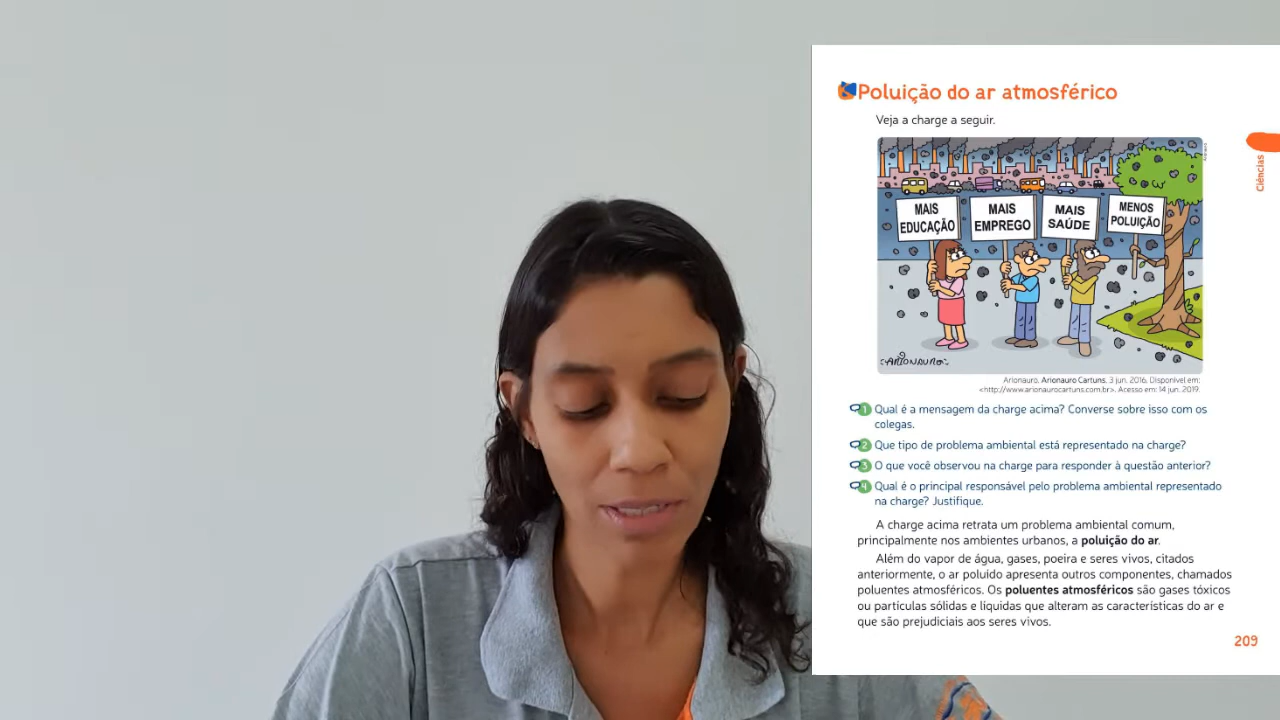 Poluição do ar atmosférico
Veja a charge a seguir.
Arionauro
Ciências
MAIS
EDUCAÇÃO
MAIS
EMPREGO
MAIS
SAÚDE
MENOS
POLUIÇÃO
ARIONAURO
Arionauro. Arionauro Cartuns, 3 jun. 2016. Disponível em:
<http://www.arionaurocartuns.com.br>. Acesso em: 14 jun. 2019.
1 Qual é a mensagem da charge acima? Converse sobre isso com os
colegas.
2 Que tipo de problema ambiental está representado na charge?
3 O que você observou na charge para responder à questão anterior?
4 Qual é o principal responsável pelo problema ambiental representado
na charge? Justifique.
A charge acima retrata um problema ambiental comum,
principalmente nos ambientes urbanos, a poluição do ar.
Além do vapor de água, gases, poeira e seres vivos, citados
anteriormente, o ar poluído apresenta outros componentes, chamados
poluentes atmosféricos. Os poluentes atmosféricos são gases tóxicos
ou partículas sólidas e líquidas que alteram as características do ar e
que são prejudiciais aos seres vivos.
209